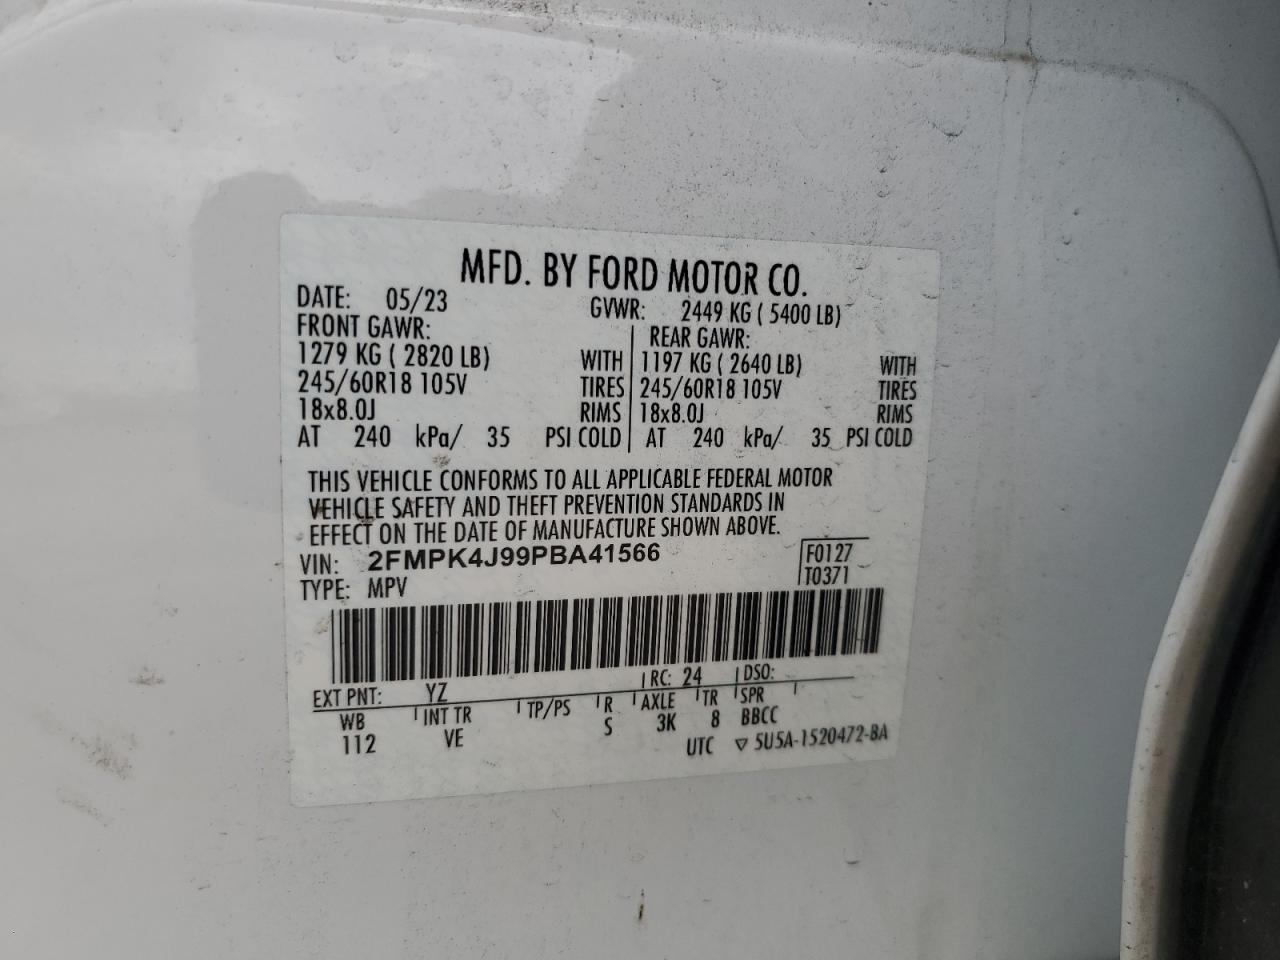 MFD. BY FORD MOTOR CO.
DATE: 05/23 GVWR: 2449 KG ( 5400 LB)
FRONT GAWR: REAR GAWR:
1279 KG ( 2820 LB) WITH 1197 KG ( 2640 LB) WITH
245/60R18 105V TIRES 245/60R18 105V TIRES
18x8.0J RIMS 18x8.0J RIMS
AT 240 kPa/ 35 PSI COLD AT 240 kPa/ 35 PSI COLD
THIS VEHICLE CONFORMS TO ALL APPLICABLE FEDERAL MOTOR
VEHICLE SAFETY AND THEFT PREVENTION STANDARDS IN
EFFECT ON THE DATE OF MANUFACTURE SHOWN ABOVE.
VIN: 2FMPK4J99PBA41566 F0127
TYPE: MPV T0371
EXT PNT: YZ RC: 24 DSO:
WB INT TR TP/PS R AXLE TR SPR
112 VE S 3K 8 BBCC
UTC ▽ 5U5A-1520472-BA